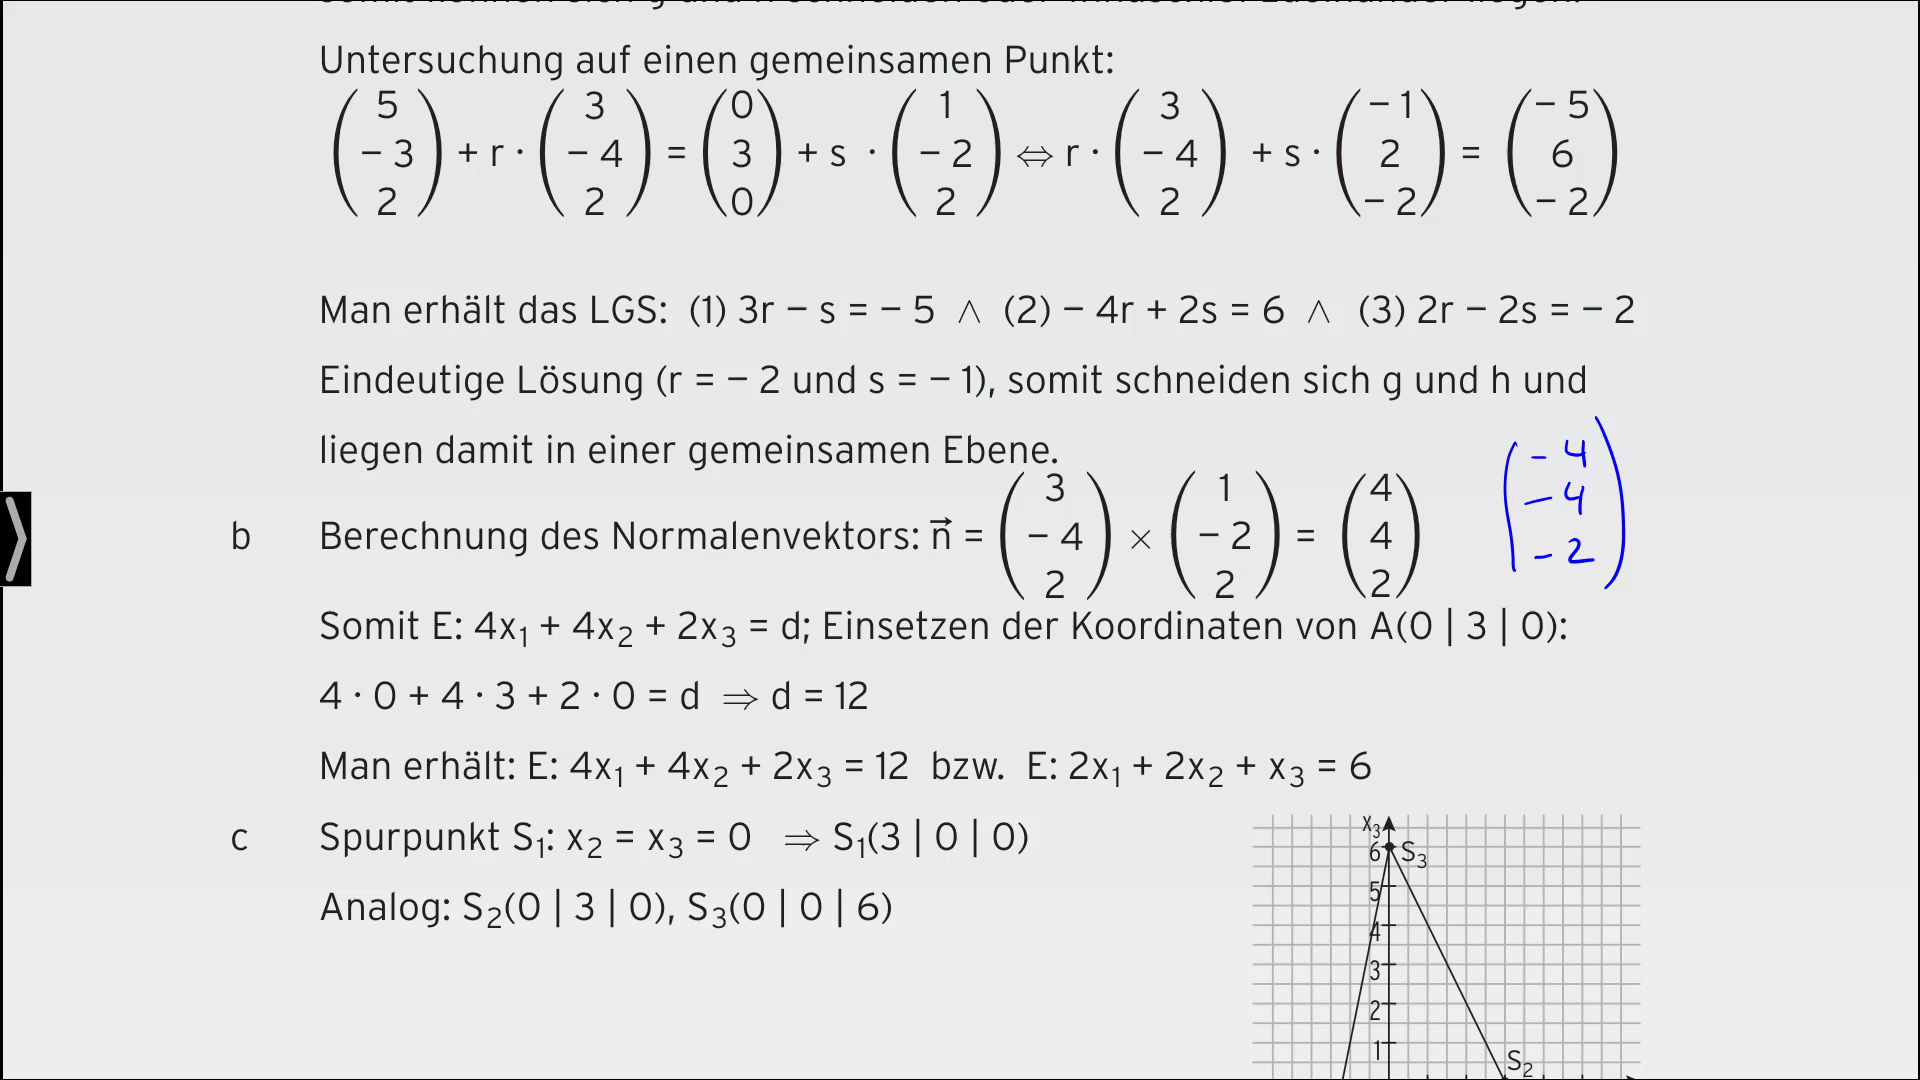 Untersuchung auf einen gemeinsamen Punkt:
(5 − 3 2) + r · (3 − 4 2) = (0 3 0) + s · (1 − 2 2) ⇔ r · (3 − 4 2) + s · (− 1 2 − 2) = (− 5 6 − 2)
Man erhält das LGS: (1) 3r − s = − 5 ∧ (2) − 4r + 2s = 6 ∧ (3) 2r − 2s = − 2
Eindeutige Lösung (r = − 2 und s = − 1), somit schneiden sich g und h und
liegen damit in einer gemeinsamen Ebene.
b Berechnung des Normalenvektors: n⃗ = (3 − 4 2) × (1 − 2 2) = (4 4 2) (− 4 − 4 − 2)
Somit E: 4x₁ + 4x₂ + 2x₃ = d; Einsetzen der Koordinaten von A(0 | 3 | 0):
4 · 0 + 4 · 3 + 2 · 0 = d ⇒ d = 12
Man erhält: E: 4x₁ + 4x₂ + 2x₃ = 12 bzw. E: 2x₁ + 2x₂ + x₃ = 6
c Spurpunkt S₁: x₂ = x₃ = 0 ⇒ S₁(3 | 0 | 0)
Analog: S₂(0 | 3 | 0), S₃(0 | 0 | 6)
x₃
6 S₃
5
4
3
2
1
S₂